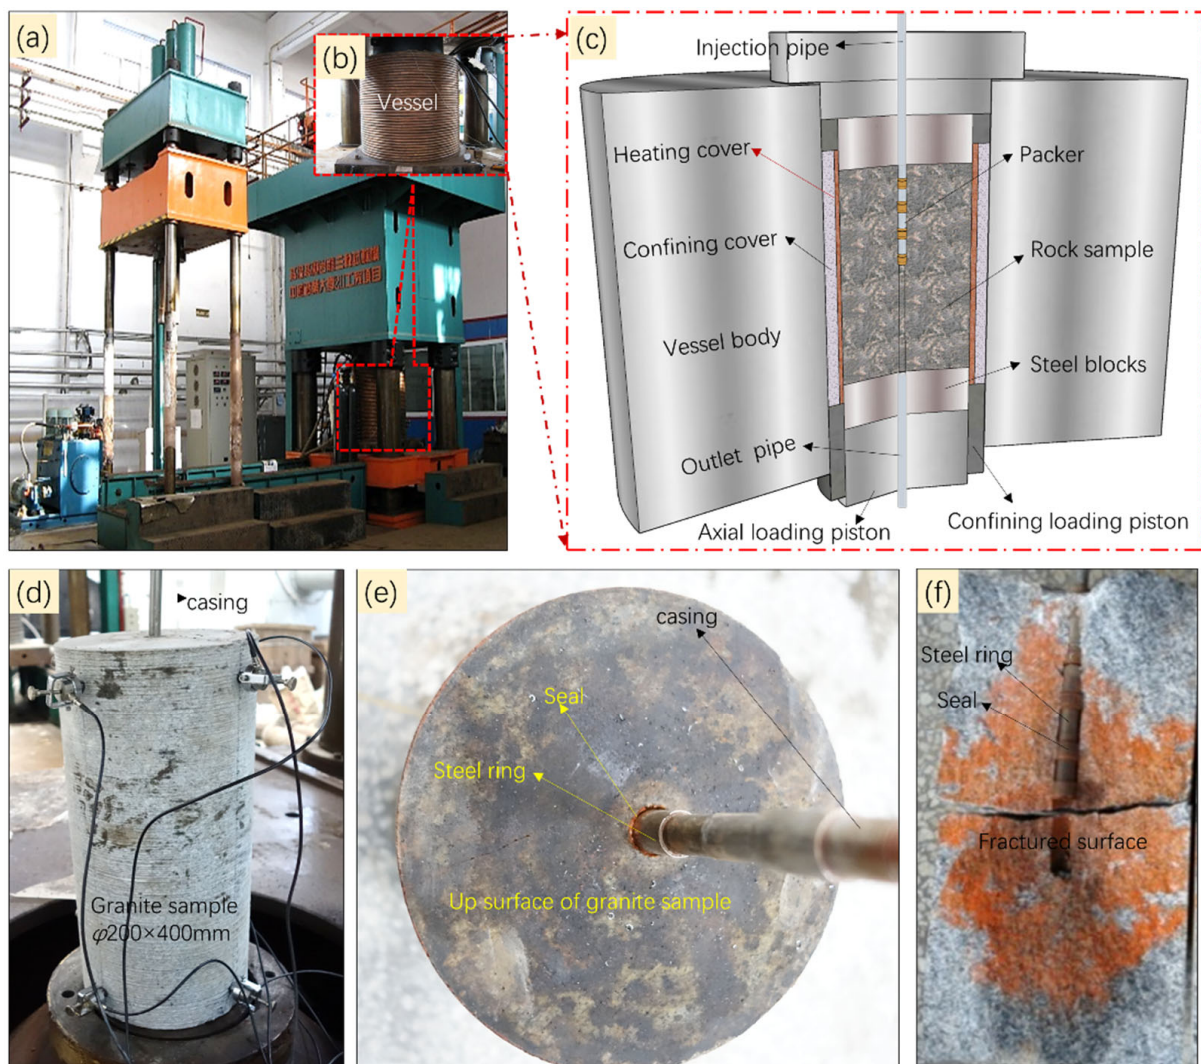 (a)
(b)
Vessel
(c)
Injection pipe
Heating cover
Packer
Confining cover
Rock sample
Vessel body
Steel blocks
Outlet pipe
Axial loading piston
Confining loading piston
(d)
casing
Granite sample
φ200×400mm
(e)
casing
Seal
Steel ring
Up surface of granite sample
(f)
Steel ring
Seal
Fractured surface